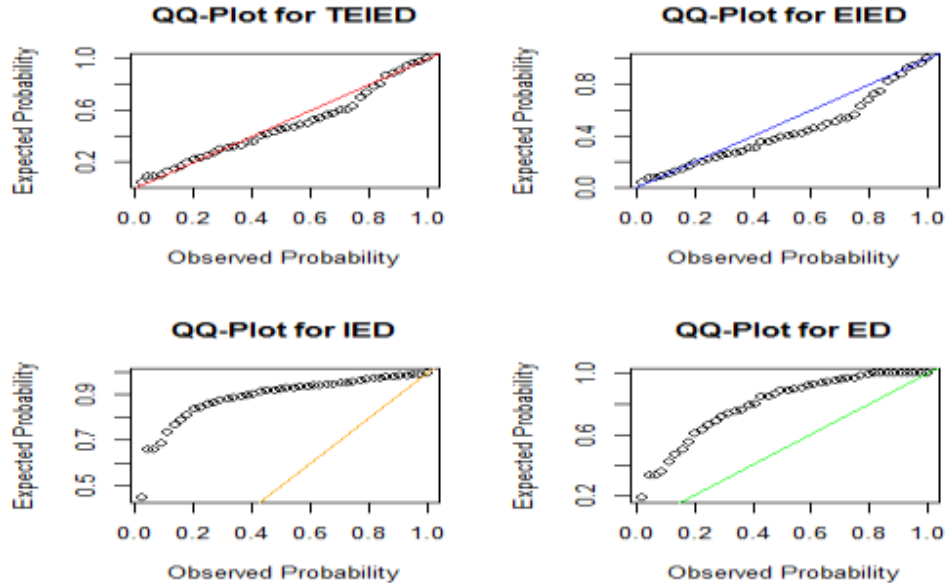 QQ-Plot for TEIED
Expected Probability
0.2 0.6 1.0
0.0 0.2 0.4 0.6 0.8 1.0
Observed Probability
QQ-Plot for EIED
Expected Probability
0.0 0.4 0.8
0.0 0.2 0.4 0.6 0.8 1.0
Observed Probability
QQ-Plot for IED
Expected Probability
0.5 0.7 0.9
0.0 0.2 0.4 0.6 0.8 1.0
Observed Probability
QQ-Plot for ED
Expected Probability
0.2 0.6 1.0
0.0 0.2 0.4 0.6 0.8 1.0
Observed Probability